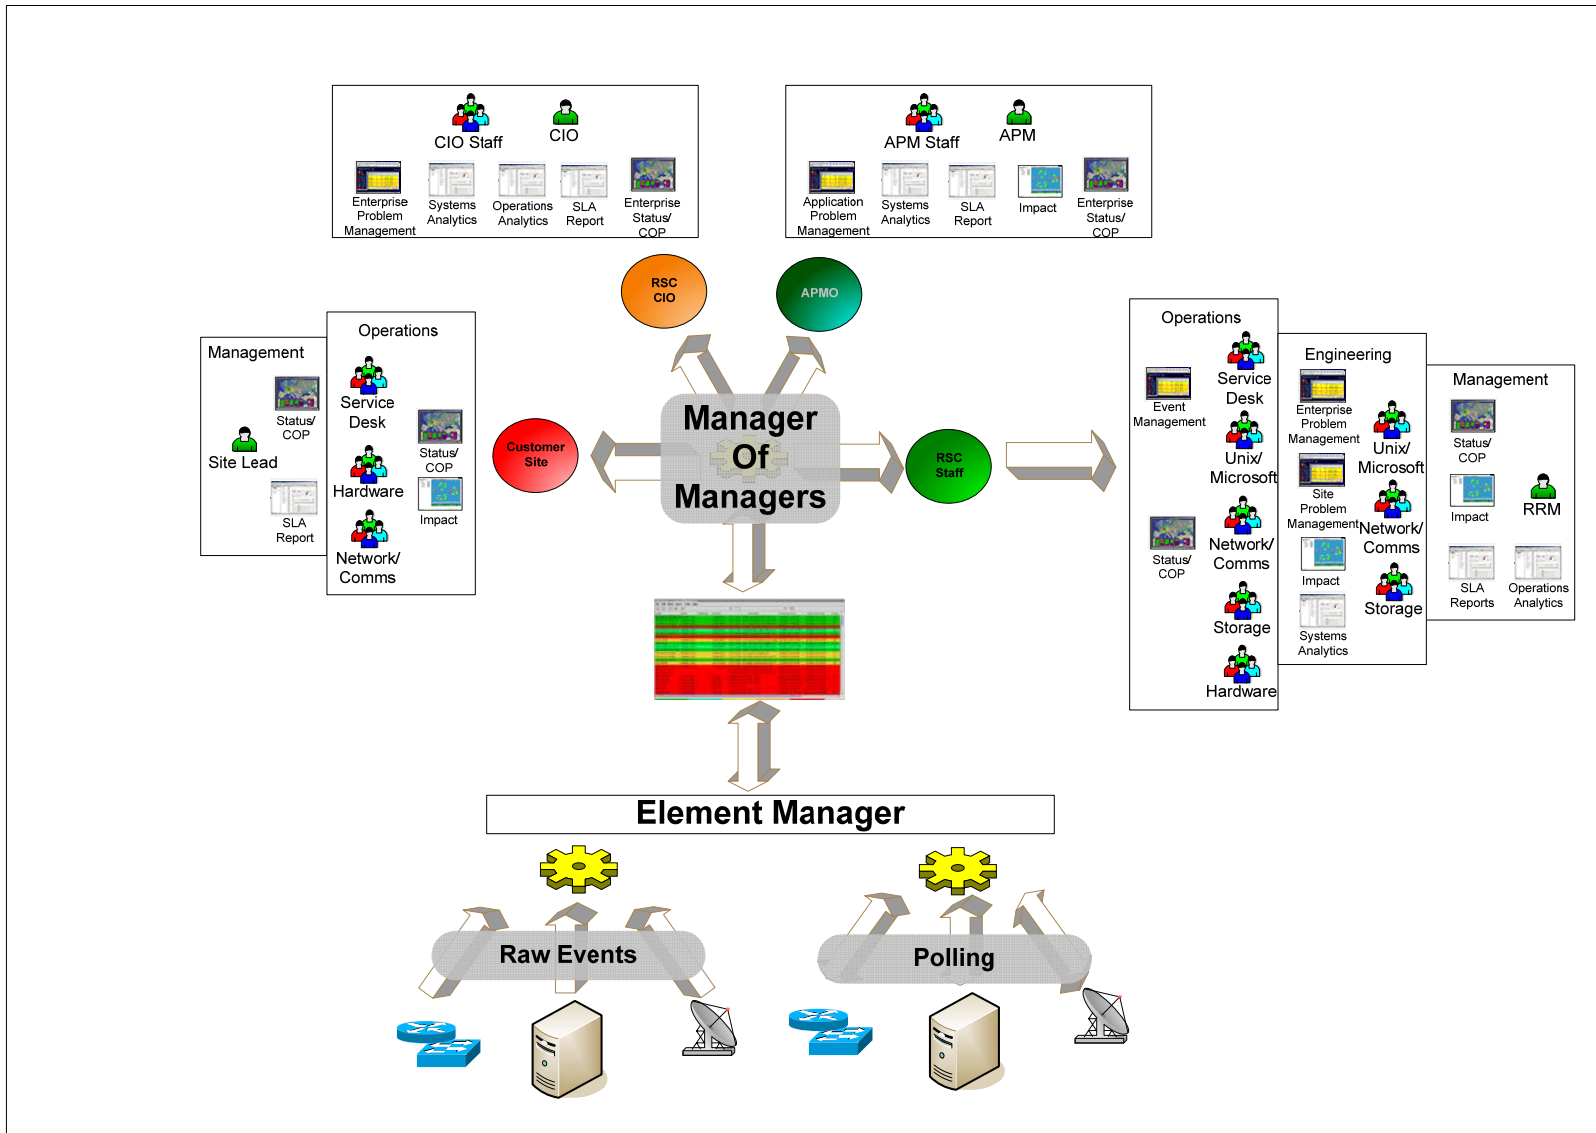 CIO Staff
CIO
Enterprise
Problem
Management
Systems
Analytics
Operations
Analytics
SLA
Report
Enterprise
Status/
COP
APM Staff
APM
Application
Problem
Management
Systems
Analytics
SLA
Report
Impact
Enterprise
Status/
COP
RSC
CIO
APMO
Management
Status/
COP
Site Lead
SLA
Report
Operations
Service
Desk
Status/
COP
Hardware
Impact
Network/
Comms
Customer
Site
Manager
Of
Managers
RSC
Staff
Operations
Service
Desk
Event
Management
Unix/
Microsoft
Network/
Comms
Status/
COP
Storage
Hardware
Engineering
Enterprise
Problem
Management
Unix/
Microsoft
Site
Problem
Management
Network/
Comms
Impact
Storage
Systems
Analytics
Management
Status/
COP
Impact
RRM
SLA
Reports
Operations
Analytics
Element Manager
Raw Events
Polling